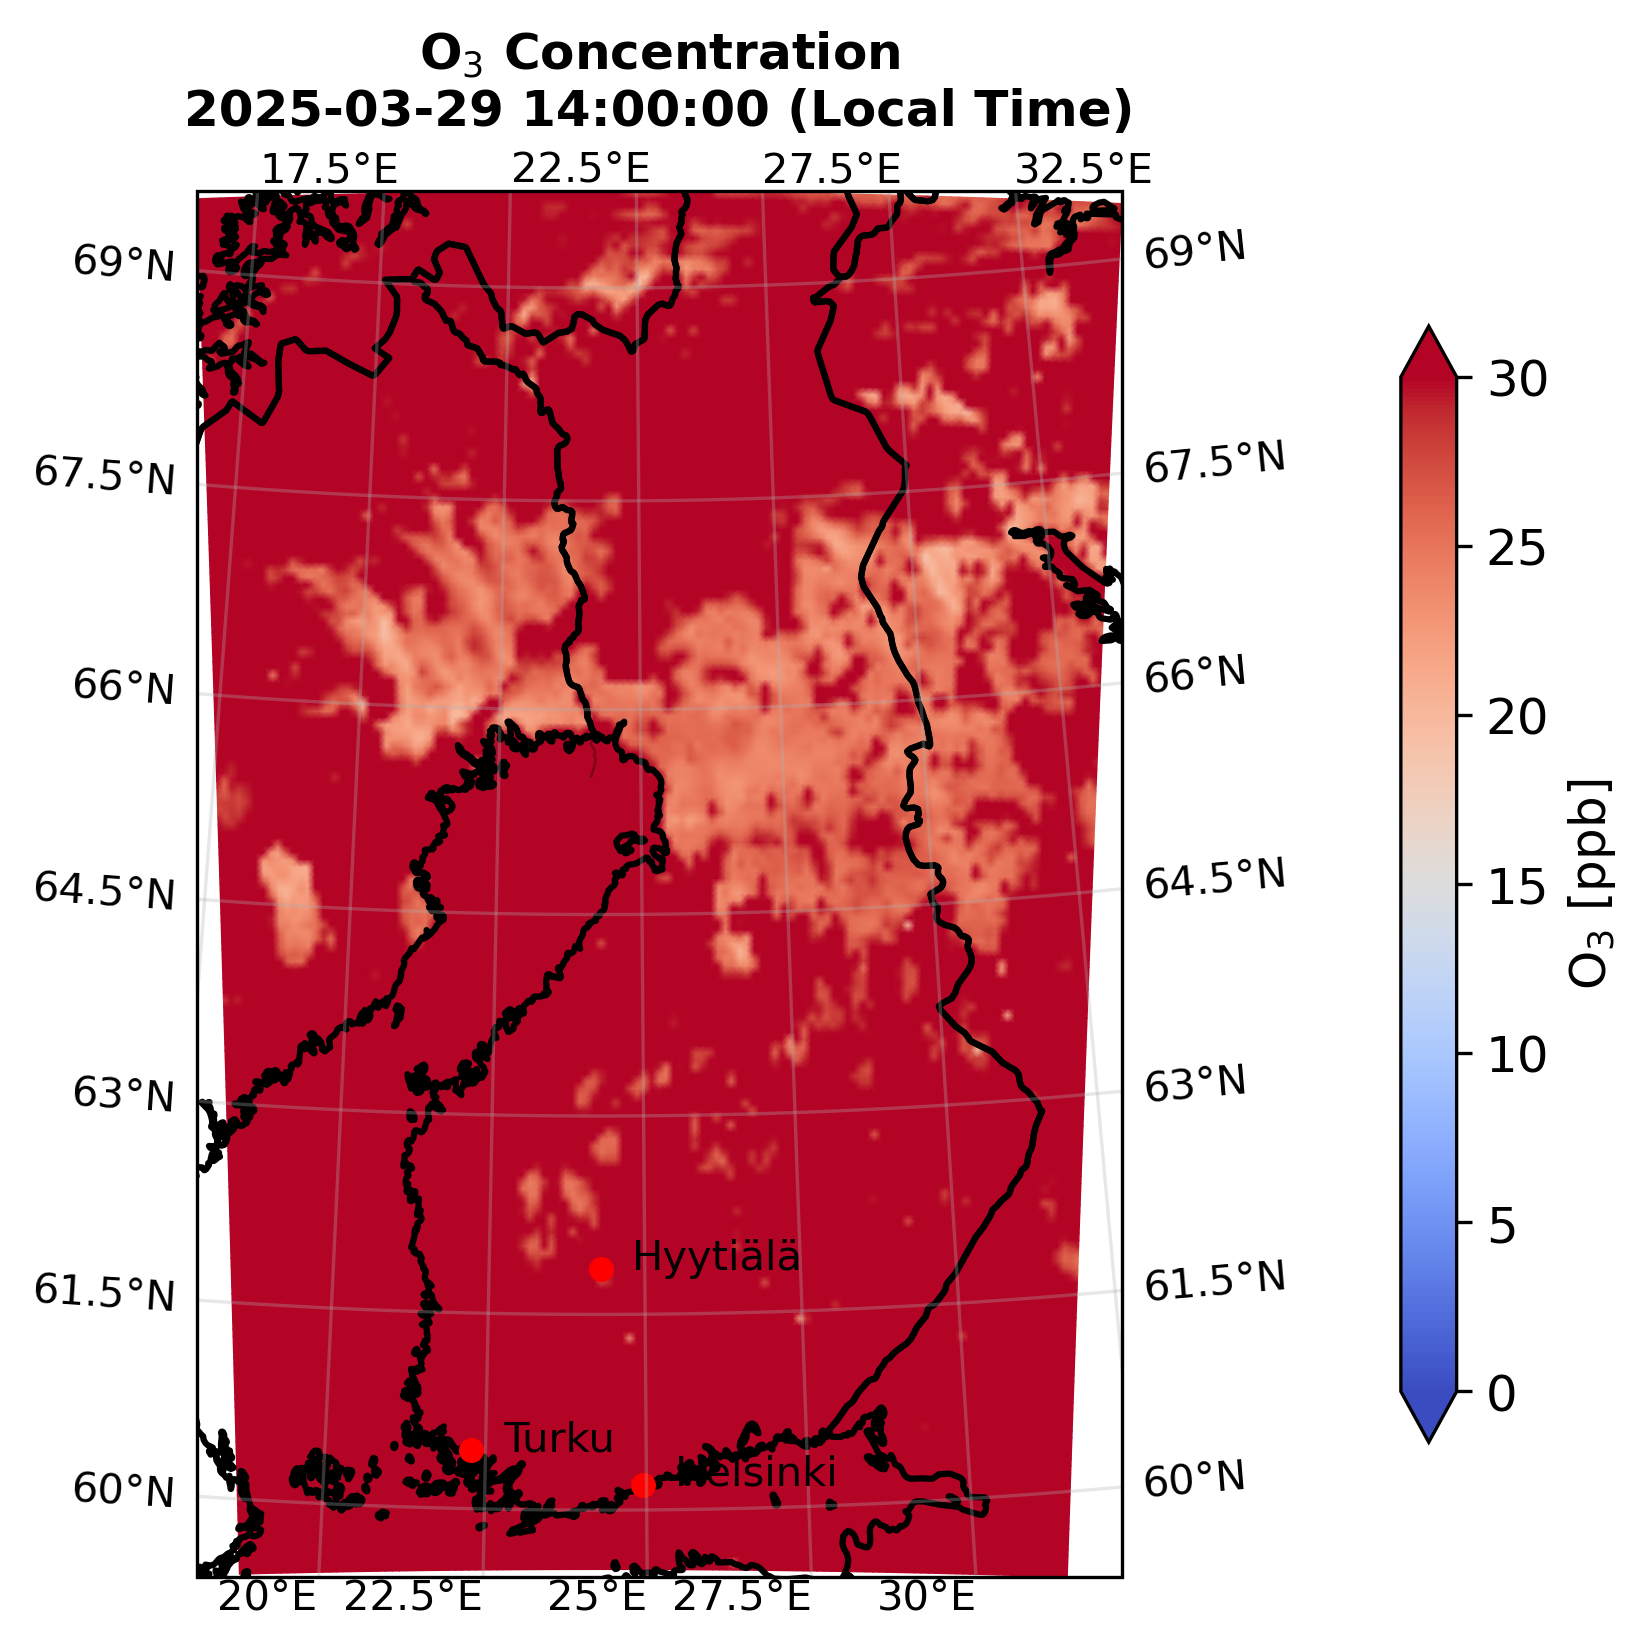 O₃ Concentration
2025-03-29 14:00:00 (Local Time)
17.5°E 22.5°E 27.5°E 32.5°E
69°N 69°N
67.5°N 67.5°N
66°N 66°N
64.5°N 64.5°N
63°N 63°N
61.5°N 61.5°N
60°N 60°N
Hyytiälä
Turku
Helsinki
20°E 22.5°E 25°E 27.5°E 30°E
30
25
20
15
10
5
0
O₃ [ppb]